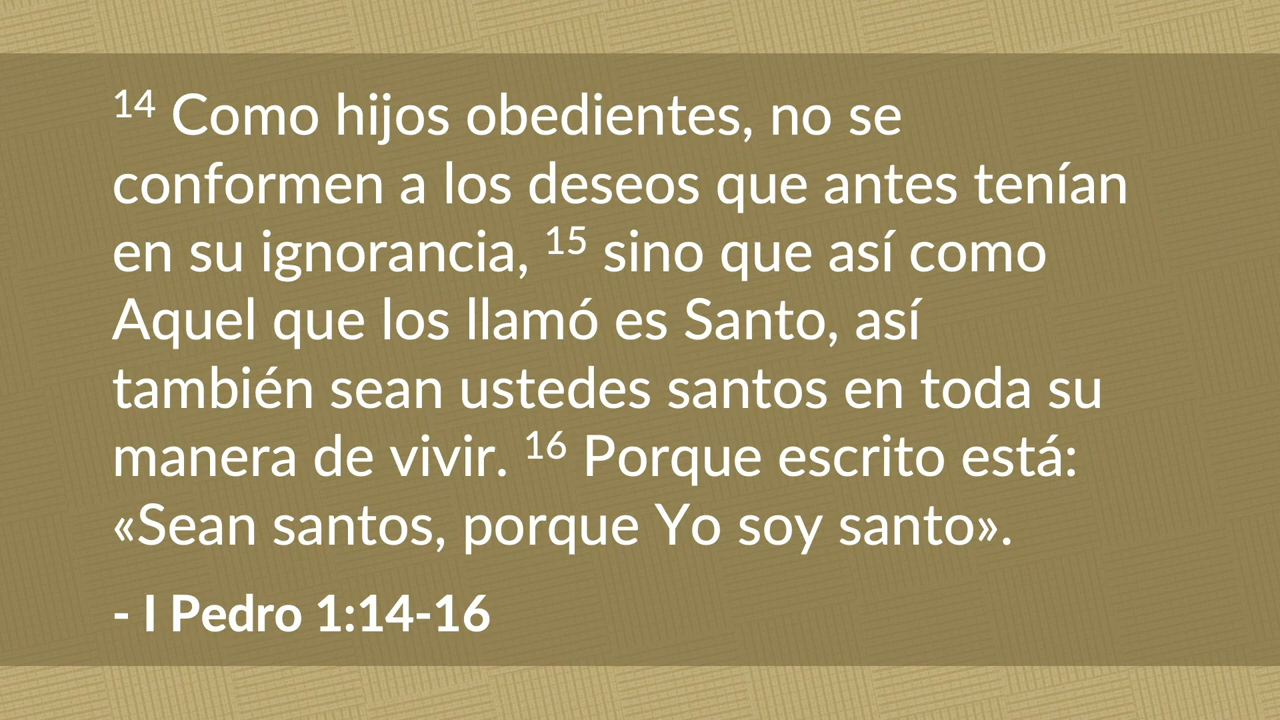 14 Como hijos obedientes, no se
conformen a los deseos que antes tenían
en su ignorancia, 15 sino que así como
Aquel que los llamó es Santo, así
también sean ustedes santos en toda su
manera de vivir. 16 Porque escrito está:
«Sean santos, porque Yo soy santo».
- I Pedro 1:14-16